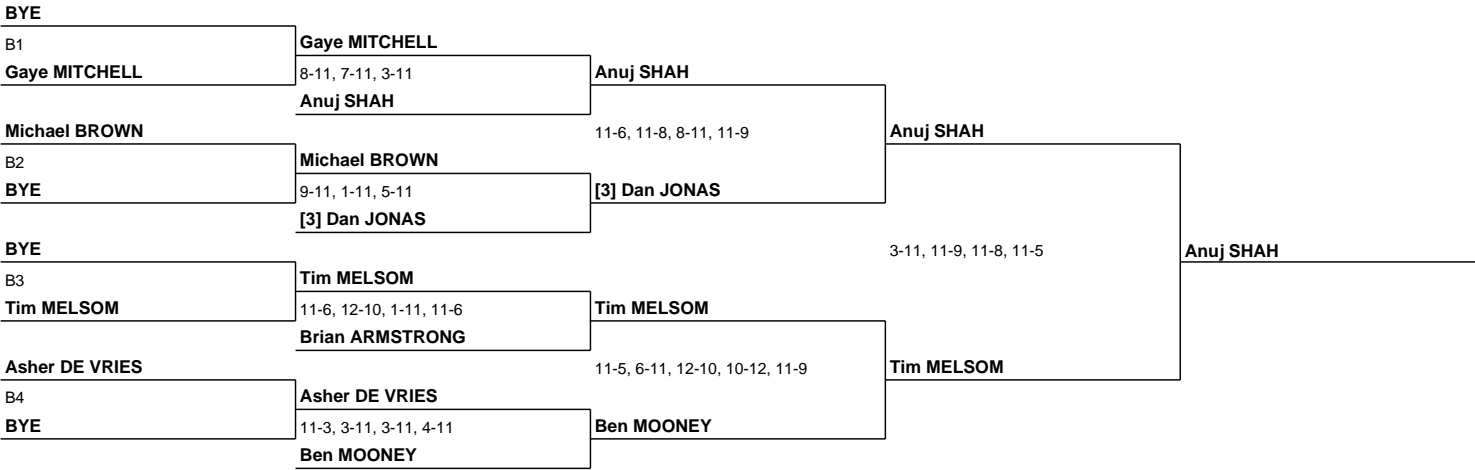 BYE
B1
Gaye MITCHELL
Gaye MITCHELL
8-11, 7-11, 3-11
Anuj SHAH
Anuj SHAH
Michael BROWN
B2
BYE
Michael BROWN
9-11, 1-11, 5-11
[3] Dan JONAS
11-6, 11-8, 8-11, 11-9
[3] Dan JONAS
Anuj SHAH
BYE
B3
Tim MELSOM
Tim MELSOM
11-6, 12-10, 1-11, 11-6
Brian ARMSTRONG
Tim MELSOM
3-11, 11-9, 11-8, 11-5
Anuj SHAH
Asher DE VRIES
B4
BYE
Asher DE VRIES
11-3, 3-11, 3-11, 4-11
Ben MOONEY
11-5, 6-11, 12-10, 10-12, 11-9
Ben MOONEY
Tim MELSOM